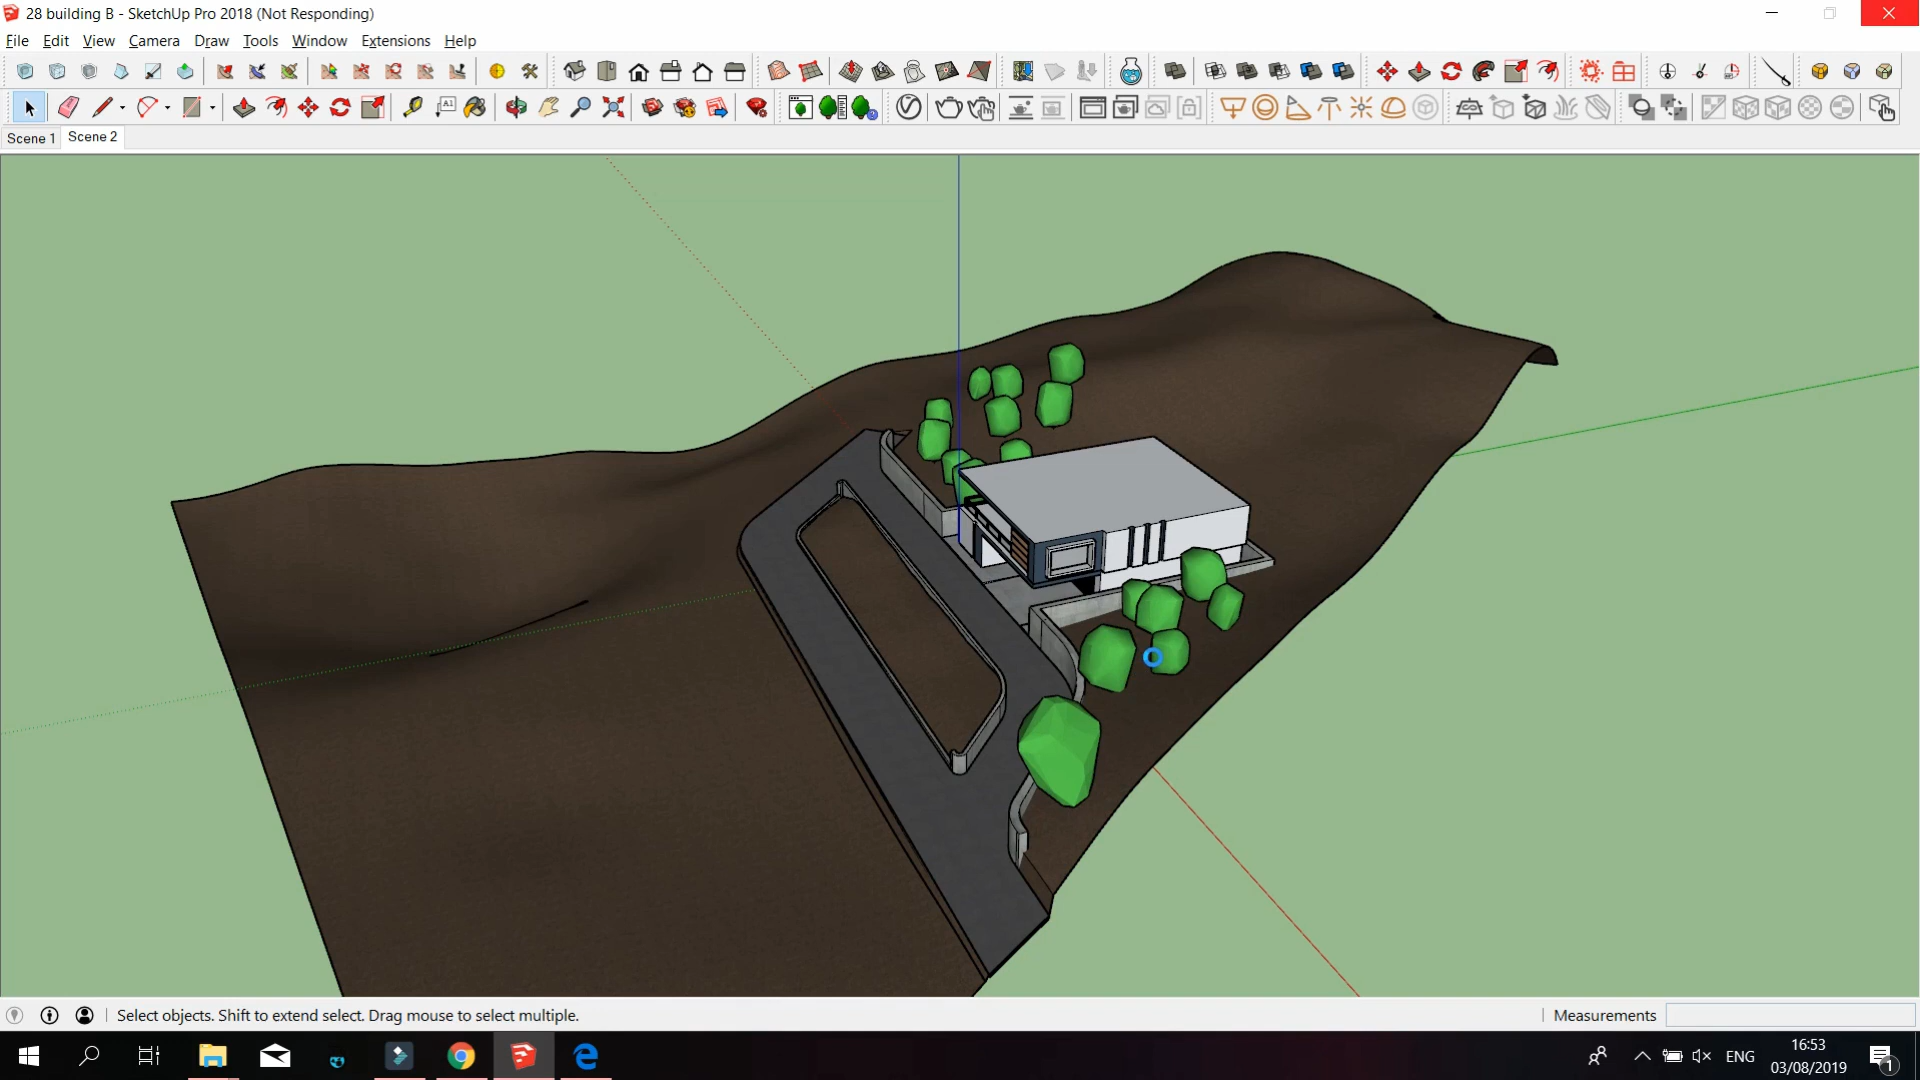 28 building B - SketchUp Pro 2018 (Not Responding)
File Edit View Camera Draw Tools Window Extensions Help
Scene 1 Scene 2
Select objects. Shift to extend select. Drag mouse to select multiple. Measurements
ENG 16:53
03/08/2019 1